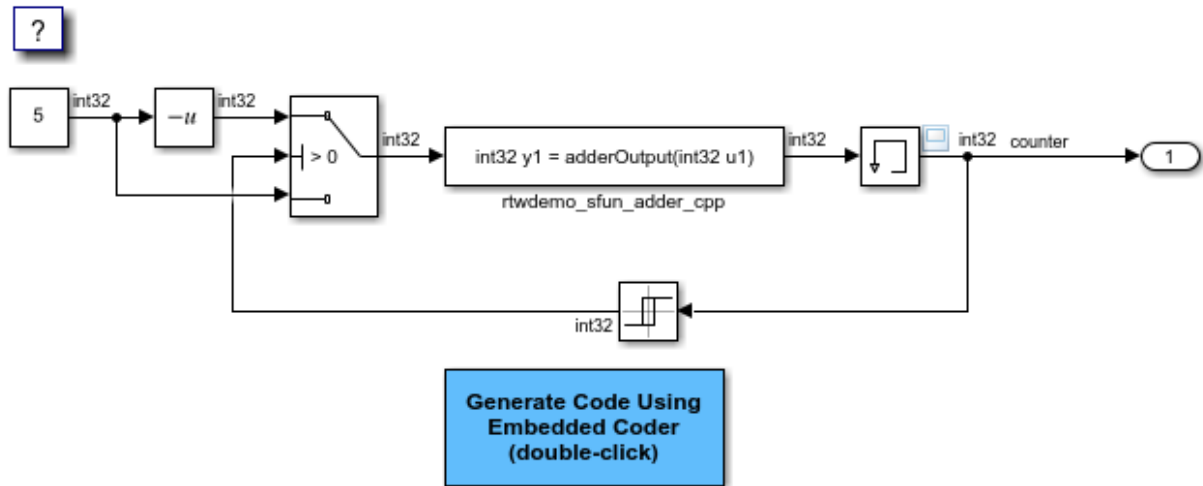 ?
5
int32
−u
int32
> 0
int32
int32 y1 = adderOutput(int32 u1)
rtwdemo_sfun_adder_cpp
int32
int32 counter
1
int32
Generate Code Using
Embedded Coder
(double-click)